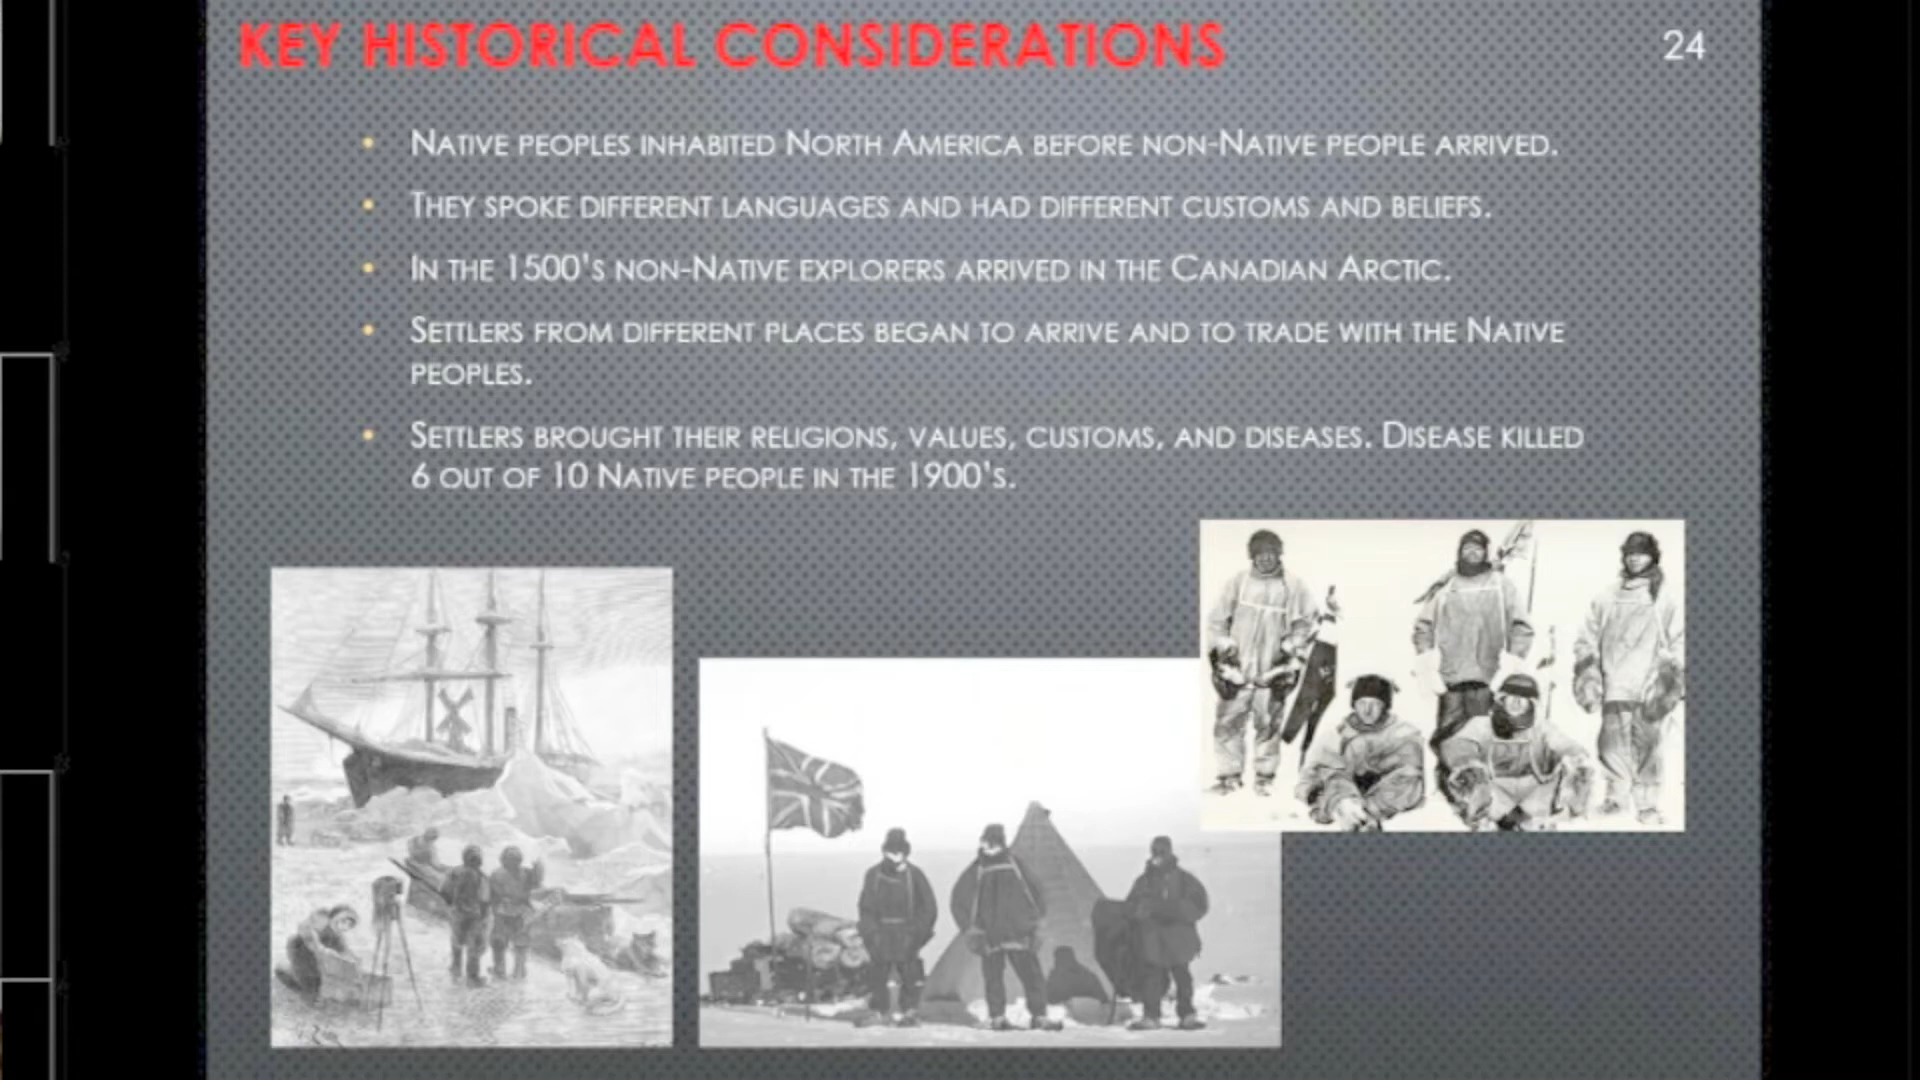 KEY HISTORICAL CONSIDERATIONS
24
• NATIVE PEOPLES INHABITED NORTH AMERICA BEFORE NON-NATIVE PEOPLE ARRIVED.
• THEY SPOKE DIFFERENT LANGUAGES AND HAD DIFFERENT CUSTOMS AND BELIEFS.
• IN THE 1500'S NON-NATIVE EXPLORERS ARRIVED IN THE CANADIAN ARCTIC.
• SETTLERS FROM DIFFERENT PLACES BEGAN TO ARRIVE AND TO TRADE WITH THE NATIVE
PEOPLES.
• SETTLERS BROUGHT THEIR RELIGIONS, VALUES, CUSTOMS, AND DISEASES. DISEASE KILLED
6 OUT OF 10 NATIVE PEOPLE IN THE 1900'S.